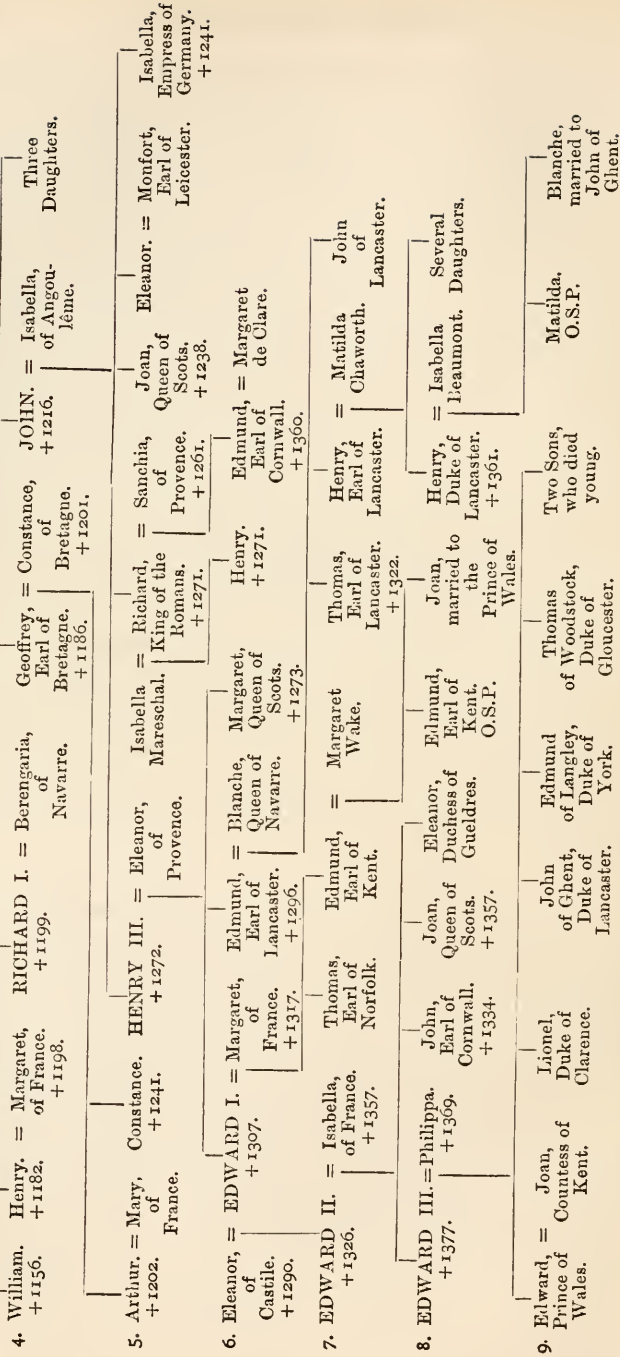 4. William. Henry. = Margaret, RICHARD I. = Berengaria, Geoffrey, = Constance, JOHN. = Isabella, Three
+1156. +1182. of France. +1199. of Earl of of +1216. of Angou- Daughters.
+1198. Navarre. Bretagne. Bretagne. lême.
+1186. +1201.
5. Arthur. = Mary, Constance. HENRY III. = Eleanor, Isabella = Richard, = Sanchia, Joan, Eleanor. = Monfort, Isabella,
+1202. of +1241. +1272. of Mareschal. King of the of Queen of Earl of Empress of
France. Provence. Romans. Provence. Scots. Leicester. Germany.
+1271. +1261. +1238. +1241.
6. Eleanor, = EDWARD I. = Margaret, Edmund, = Blanche, Margaret, Henry. Edmund, = Margaret
of +1307. of Earl of Queen of Queen of +1271. Earl of de Clare.
Castile. France. Lancaster. Navarre. Scots. Cornwall.
+1290. +1317. +1296. +1273. +1360.
7. EDWARD II. = Isabella, Thomas, Edmund, = Margaret Thomas, Henry, = Matilda John
+1326. of France. Earl of Earl of Wake. Earl of Earl of Chaworth. of
+1357. Norfolk. Kent. Lancaster. Lancaster. Lancaster.
+1322.
8. EDWARD III. = Philippa. John, Joan, Eleanor, Edmund, Joan, Henry, = Isabella Several
+1377. +1369. Earl of Queen of Duchess of Earl of married to Duke of Beaumont. Daughters.
Cornwall. Scots. Gueldres. Kent. the Lancaster.
+1334. +1357. O.S.P. Prince of +1361.
Wales.
9. Edward, = Joan, Lionel, John Edmund Thomas Two Sons, Matilda. Blanche,
Prince of Countess of Duke of of Ghent, of Langley, of Woodstock, who died O.S.P. married to
Wales. Kent. Clarence. Duke of Duke of Duke of young. John of
Lancaster. York. Gloucester. Ghent.